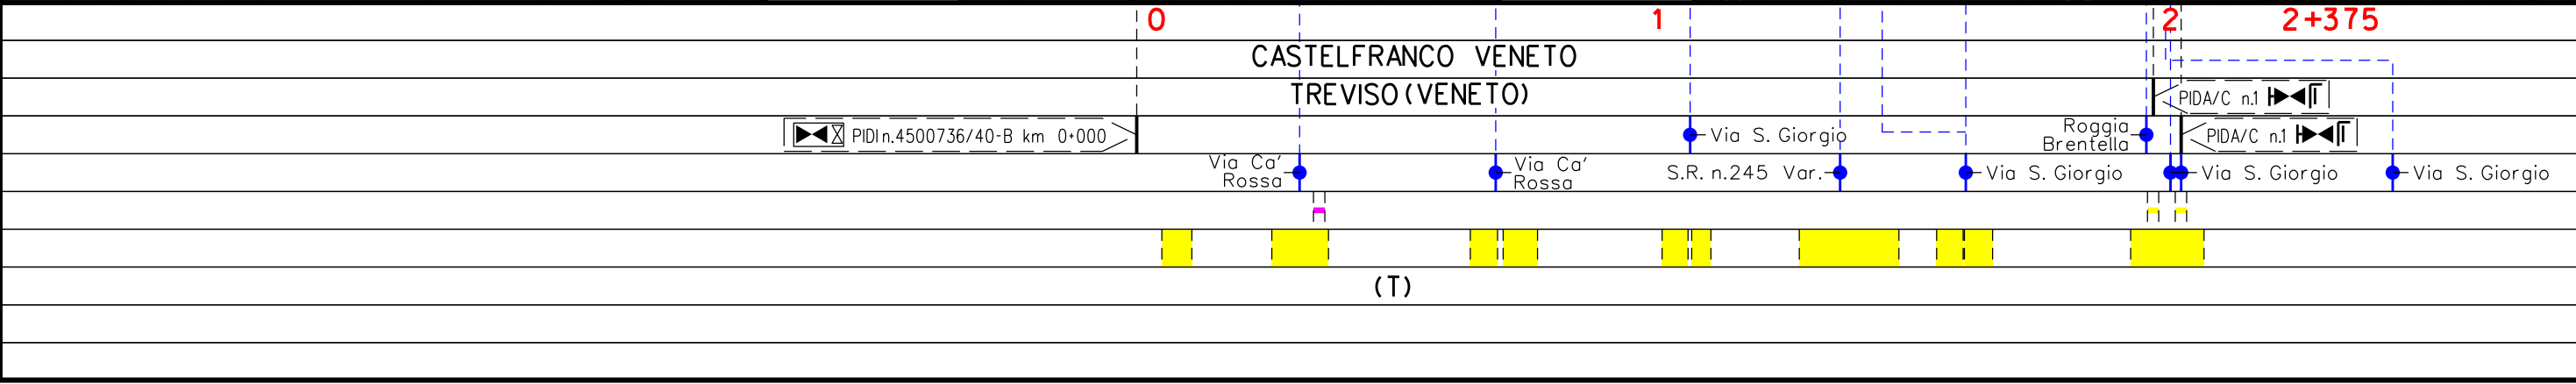 0 1 2 2+375
CASTELFRANCO VENETO
TREVISO(VENETO)
PIDA/C n.1
PIDI n.4500736/40-B km 0+000
Via S. Giorgio
Roggia
Brentella
PIDA/C n.1
Via Ca'
Rossa
Via Ca'
Rossa
S.R. n.245 Var.
Via S. Giorgio
Via S. Giorgio
Via S. Giorgio
(T)